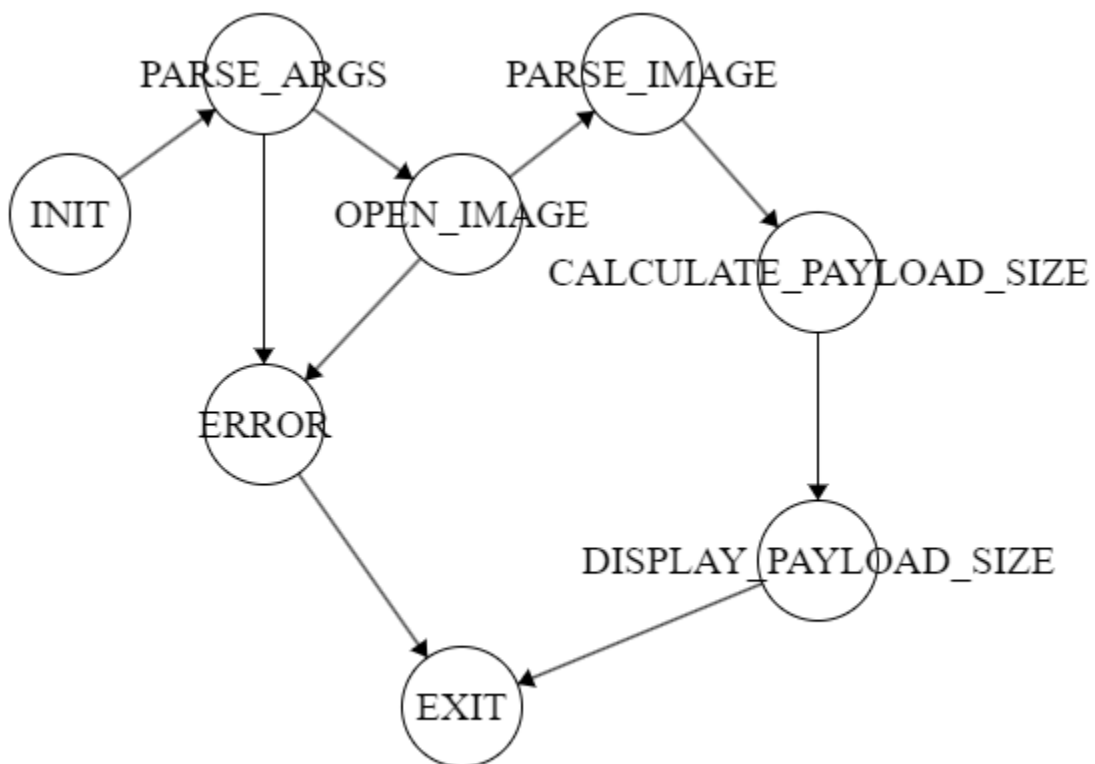 PARSE_ARGS
PARSE_IMAGE
INIT
OPEN_IMAGE
CALCULATE_PAYLOAD_SIZE
ERROR
DISPLAY_PAYLOAD_SIZE
EXIT